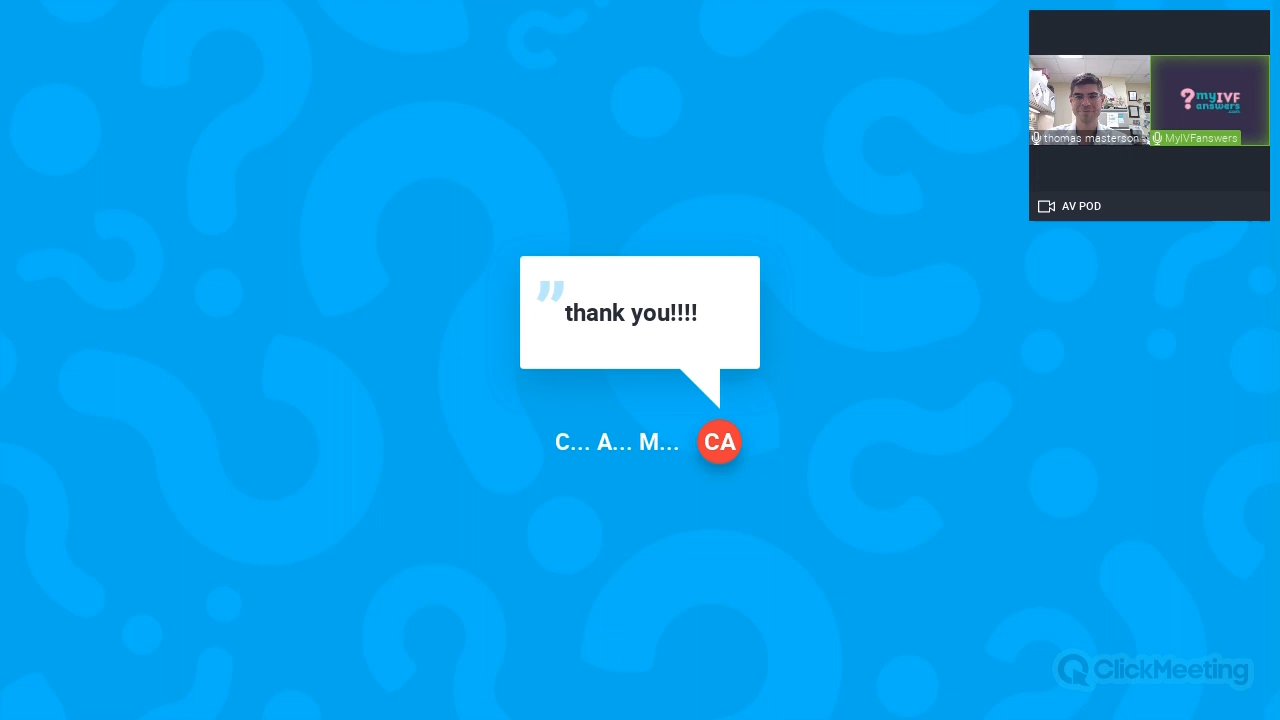 ?myIVF
answers
thomas masterson
MyIVFanswers
AV POD
"
thank you!!!!
C... A... M...
CA
ClickMeeting